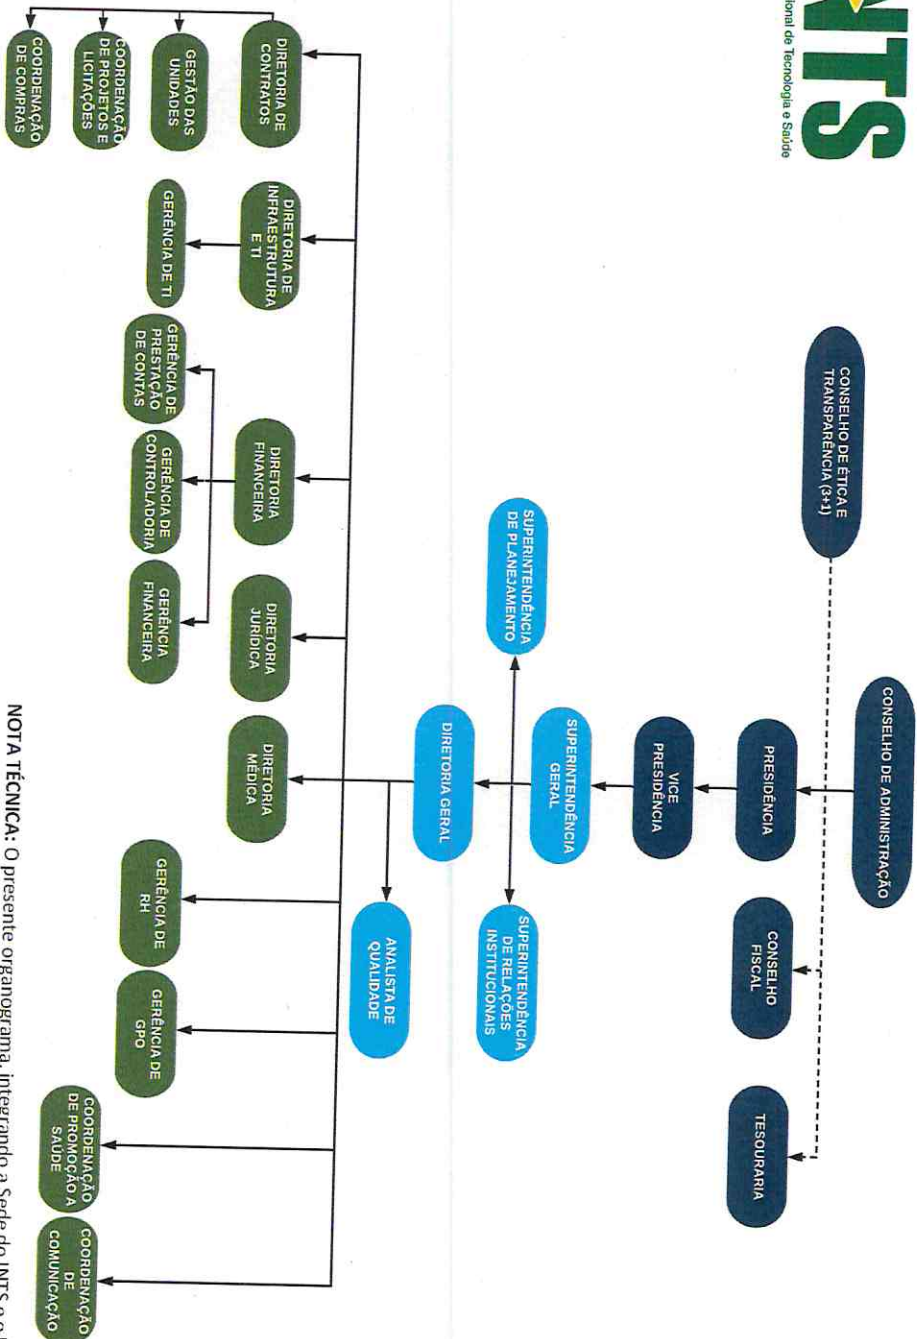 NTS
ional de Tecnologia e Saúde
CONSELHO DE ADMINISTRAÇÃO
CONSELHO DE ÉTICA E
TRANSPARÊNCIA (3+1)
PRESIDÊNCIA
CONSELHO
FISCAL
TESOURARIA
VICE
PRESIDÊNCIA
SUPERINTENDÊNCIA
GERAL
SUPERINTENDÊNCIA
DE PLANEJAMENTO
SUPERINTENDÊNCIA
DE RELAÇÕES
INSTITUCIONAIS
DIRETORIA GERAL
ANALISTA DE
QUALIDADE
DIRETORIA DE
CONTRATOS
DIRETORIA DE
INFRAESTRUTURA
E TI
DIRETORIA
FINANCEIRA
DIRETORIA
JURÍDICA
DIRETORIA
MÉDICA
GESTÃO DAS
UNIDADES
GERÊNCIA DE TI
GERÊNCIA DE
PRESTAÇÃO
DE CONTAS
GERÊNCIA DE
CONTROLADORIA
GERÊNCIA
FINANCEIRA
GERÊNCIA DE
RH
GERÊNCIA DE
GPO
COORDENAÇÃO
DE PROJETOS E
LICITAÇÕES
COORDENAÇÃO
DE PROMOÇÃO A
SAÚDE
COORDENAÇÃO
DE
COMUNICAÇÃO
COORDENAÇÃO
DE COMPRAS
NOTA TÉCNICA: O presente organograma, integrando a Sede do INTS e o